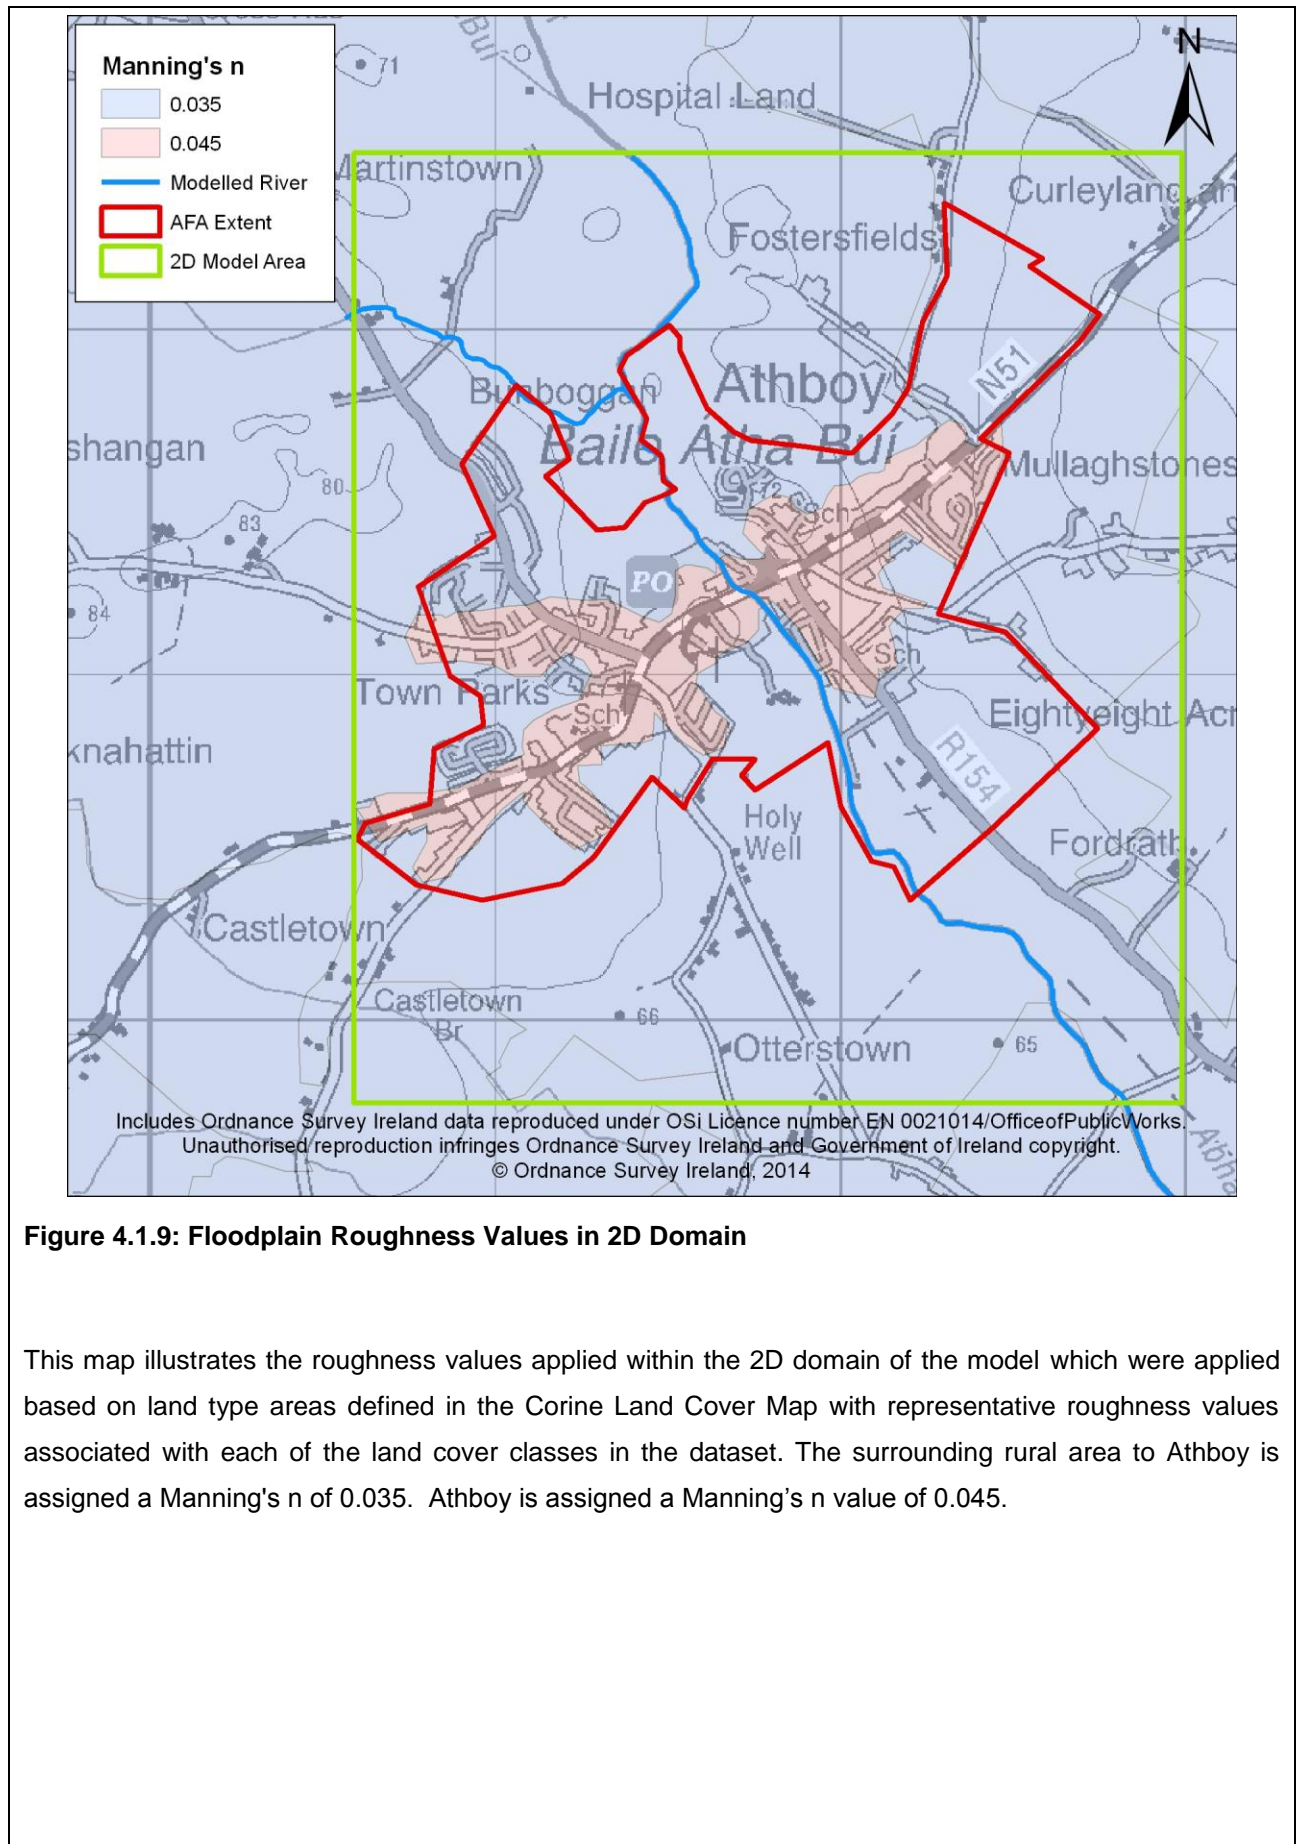 Manning's n
0.035
0.045
Modelled River
AFA Extent
2D Model Area
71
Buí
Hospital Land
N
Martinstown
Curleyland an
Fostersfields
N51
Athboy
Bunboggan
Baile Átha Buí
shangan
Mullaghstones
80
72
Sch
83
PO
84
Sch
Town Parks
Sch
Eightyeight Acr
knahattin
R154
Holy
Well
Fordrath
Castletown
Castletown
Br
66
Otterstown
65
Abha
Includes Ordnance Survey Ireland data reproduced under OSi Licence number EN 0021014/OfficeofPublicWorks.
Unauthorised reproduction infringes Ordnance Survey Ireland and Government of Ireland copyright.
© Ordnance Survey Ireland, 2014
Figure 4.1.9: Floodplain Roughness Values in 2D Domain
This map illustrates the roughness values applied within the 2D domain of the model which were applied
based on land type areas defined in the Corine Land Cover Map with representative roughness values
associated with each of the land cover classes in the dataset. The surrounding rural area to Athboy is
assigned a Manning's n of 0.035.  Athboy is assigned a Manning’s n value of 0.045.